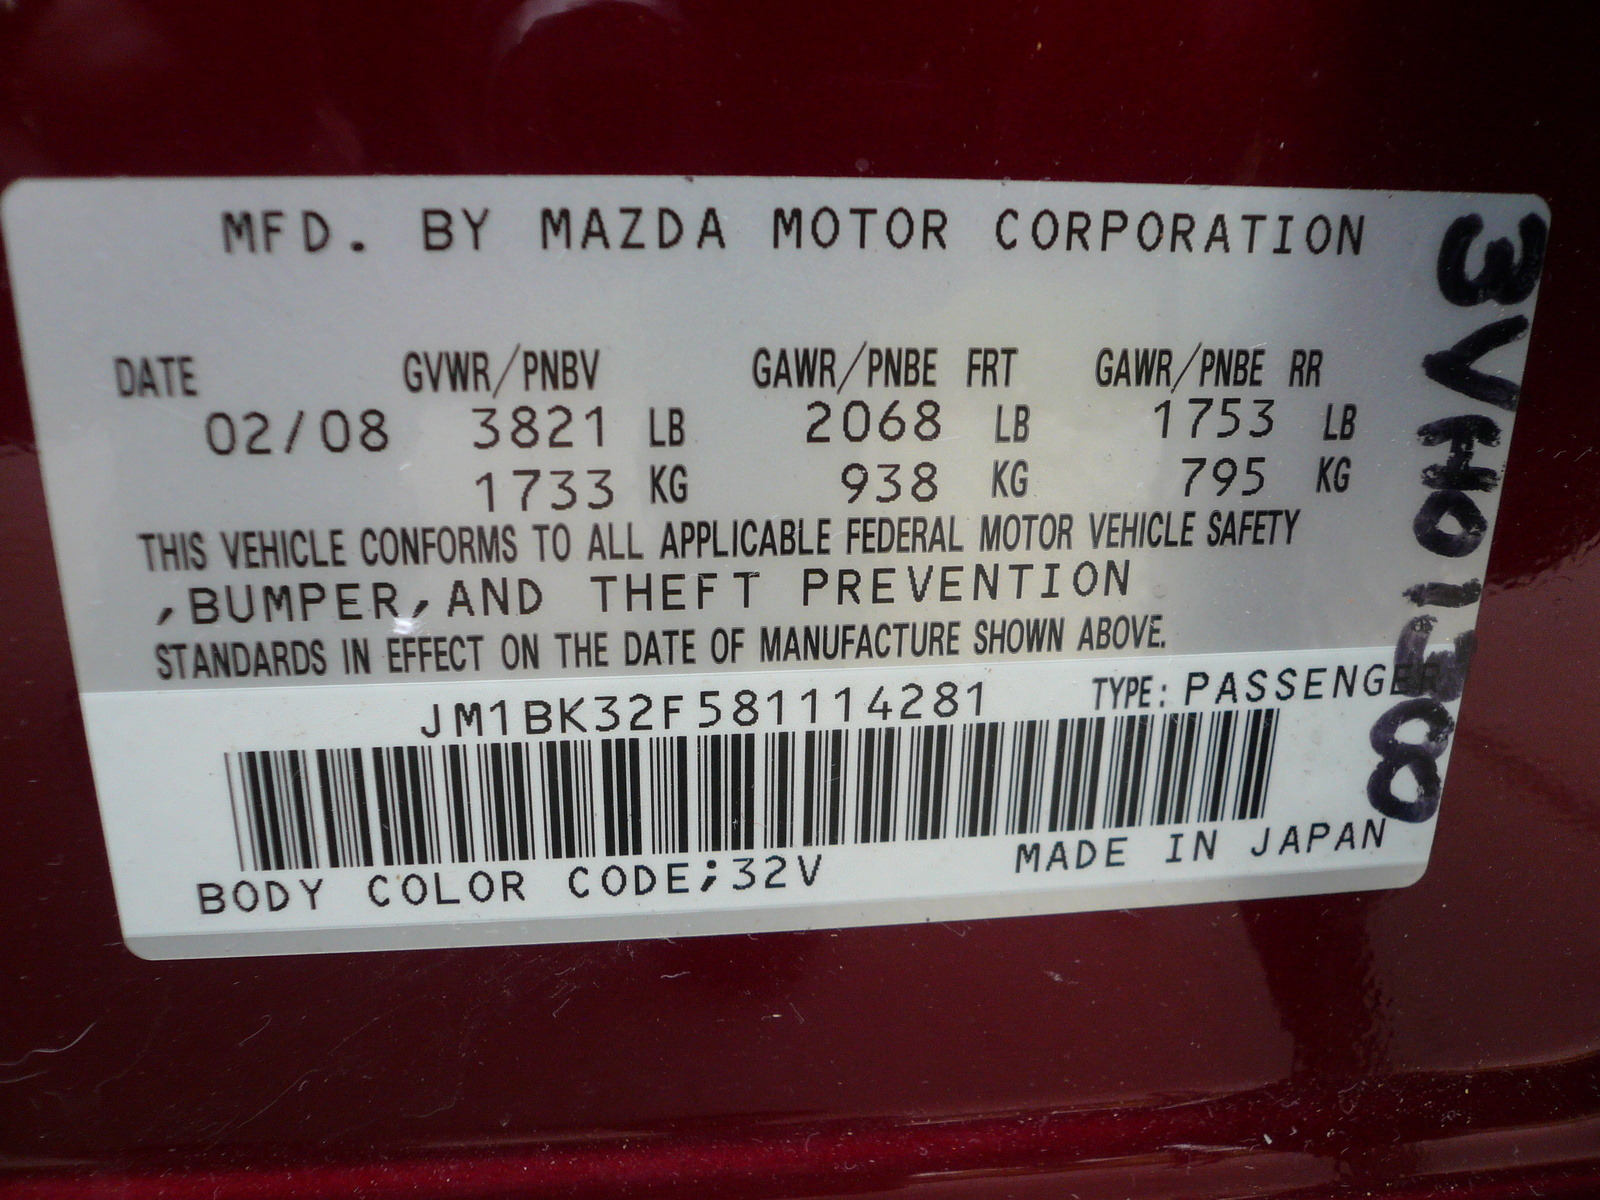 MFD. BY MAZDA MOTOR CORPORATION
DATE GVWR/PNBV GAWR/PNBE FRT GAWR/PNBE RR
02/08 3821 LB 2068 LB 1753 LB
1733 KG 938 KG 795 KG
THIS VEHICLE CONFORMS TO ALL APPLICABLE FEDERAL MOTOR VEHICLE SAFETY
,BUMPER,AND THEFT PREVENTION
STANDARDS IN EFFECT ON THE DATE OF MANUFACTURE SHOWN ABOVE.
JM1BK32F581114281 TYPE: PASSENGER
BODY COLOR CODE;32V MADE IN JAPAN